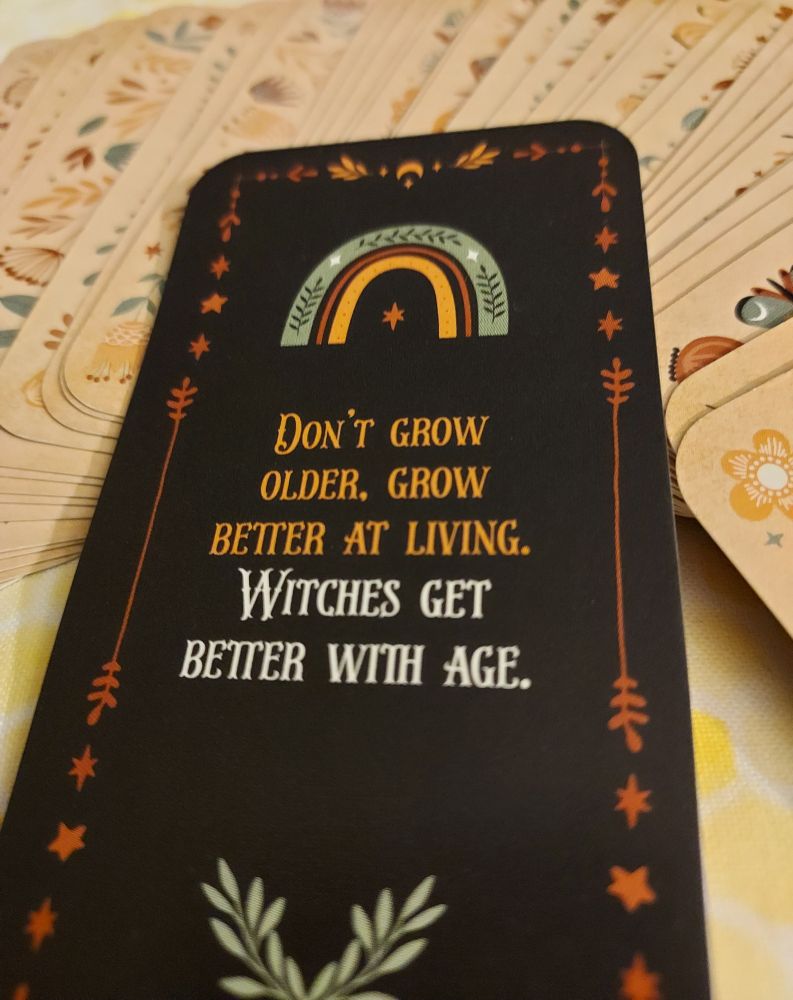 Don't grow
older, grow
better at living.
Witches get
better with age.